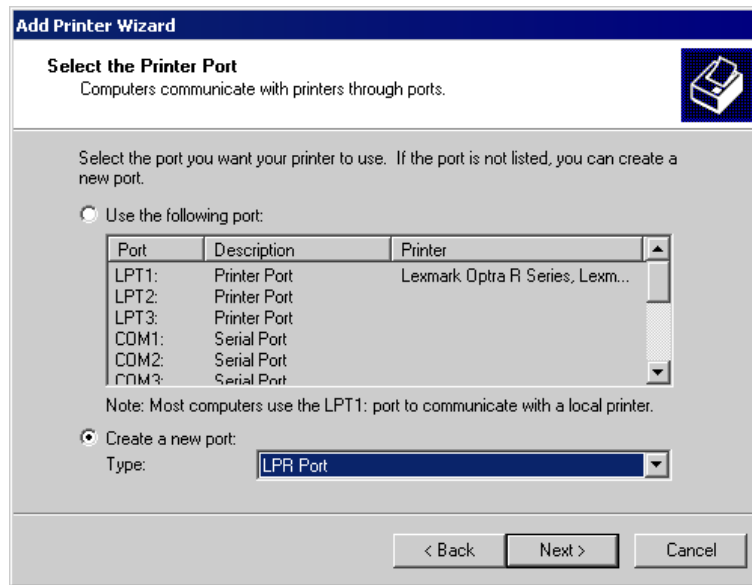 Add Printer Wizard
Select the Printer Port
Computers communicate with printers through ports.
Select the port you want your printer to use. If the port is not listed, you can create a
new port.
Use the following port:
Port Description Printer
LPT1: Printer Port Lexmark Optra R Series, Lexm...
LPT2: Printer Port
LPT3: Printer Port
COM1: Serial Port
COM2: Serial Port
COM3: Serial Port
Note: Most computers use the LPT1: port to communicate with a local printer.
Create a new port:
Type: LPR Port
< Back Next > Cancel